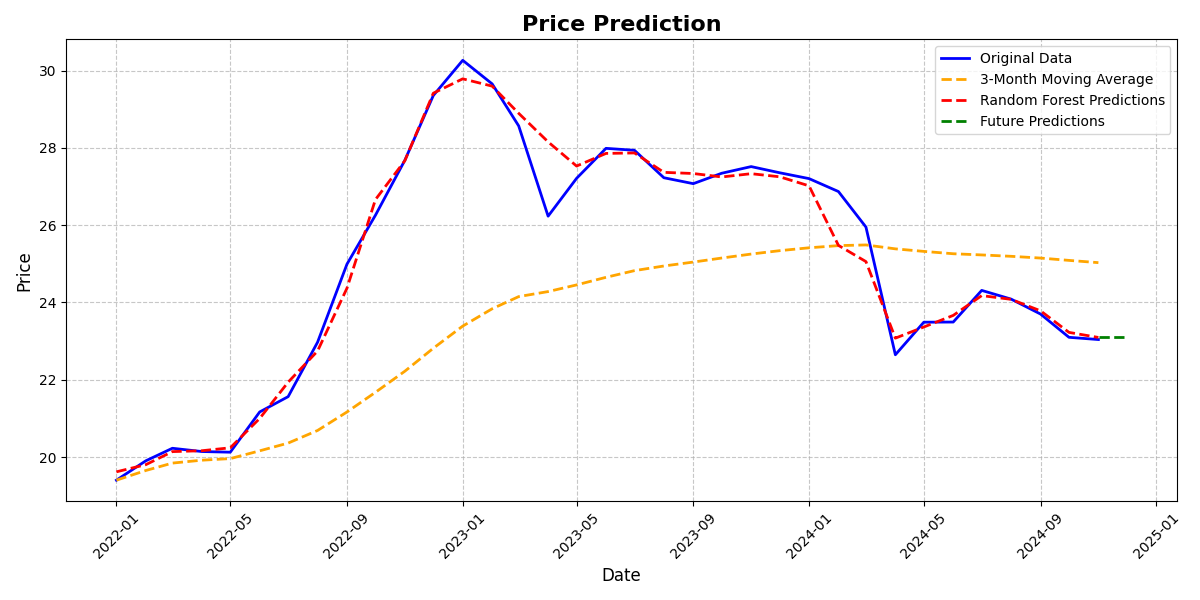 Price Prediction
Original Data
3-Month Moving Average
Random Forest Predictions
Future Predictions
Price
30
28
26
24
22
20
2022-01
2022-05
2022-09
2023-01
2023-05
2023-09
2024-01
2024-05
2024-09
2025-01
Date